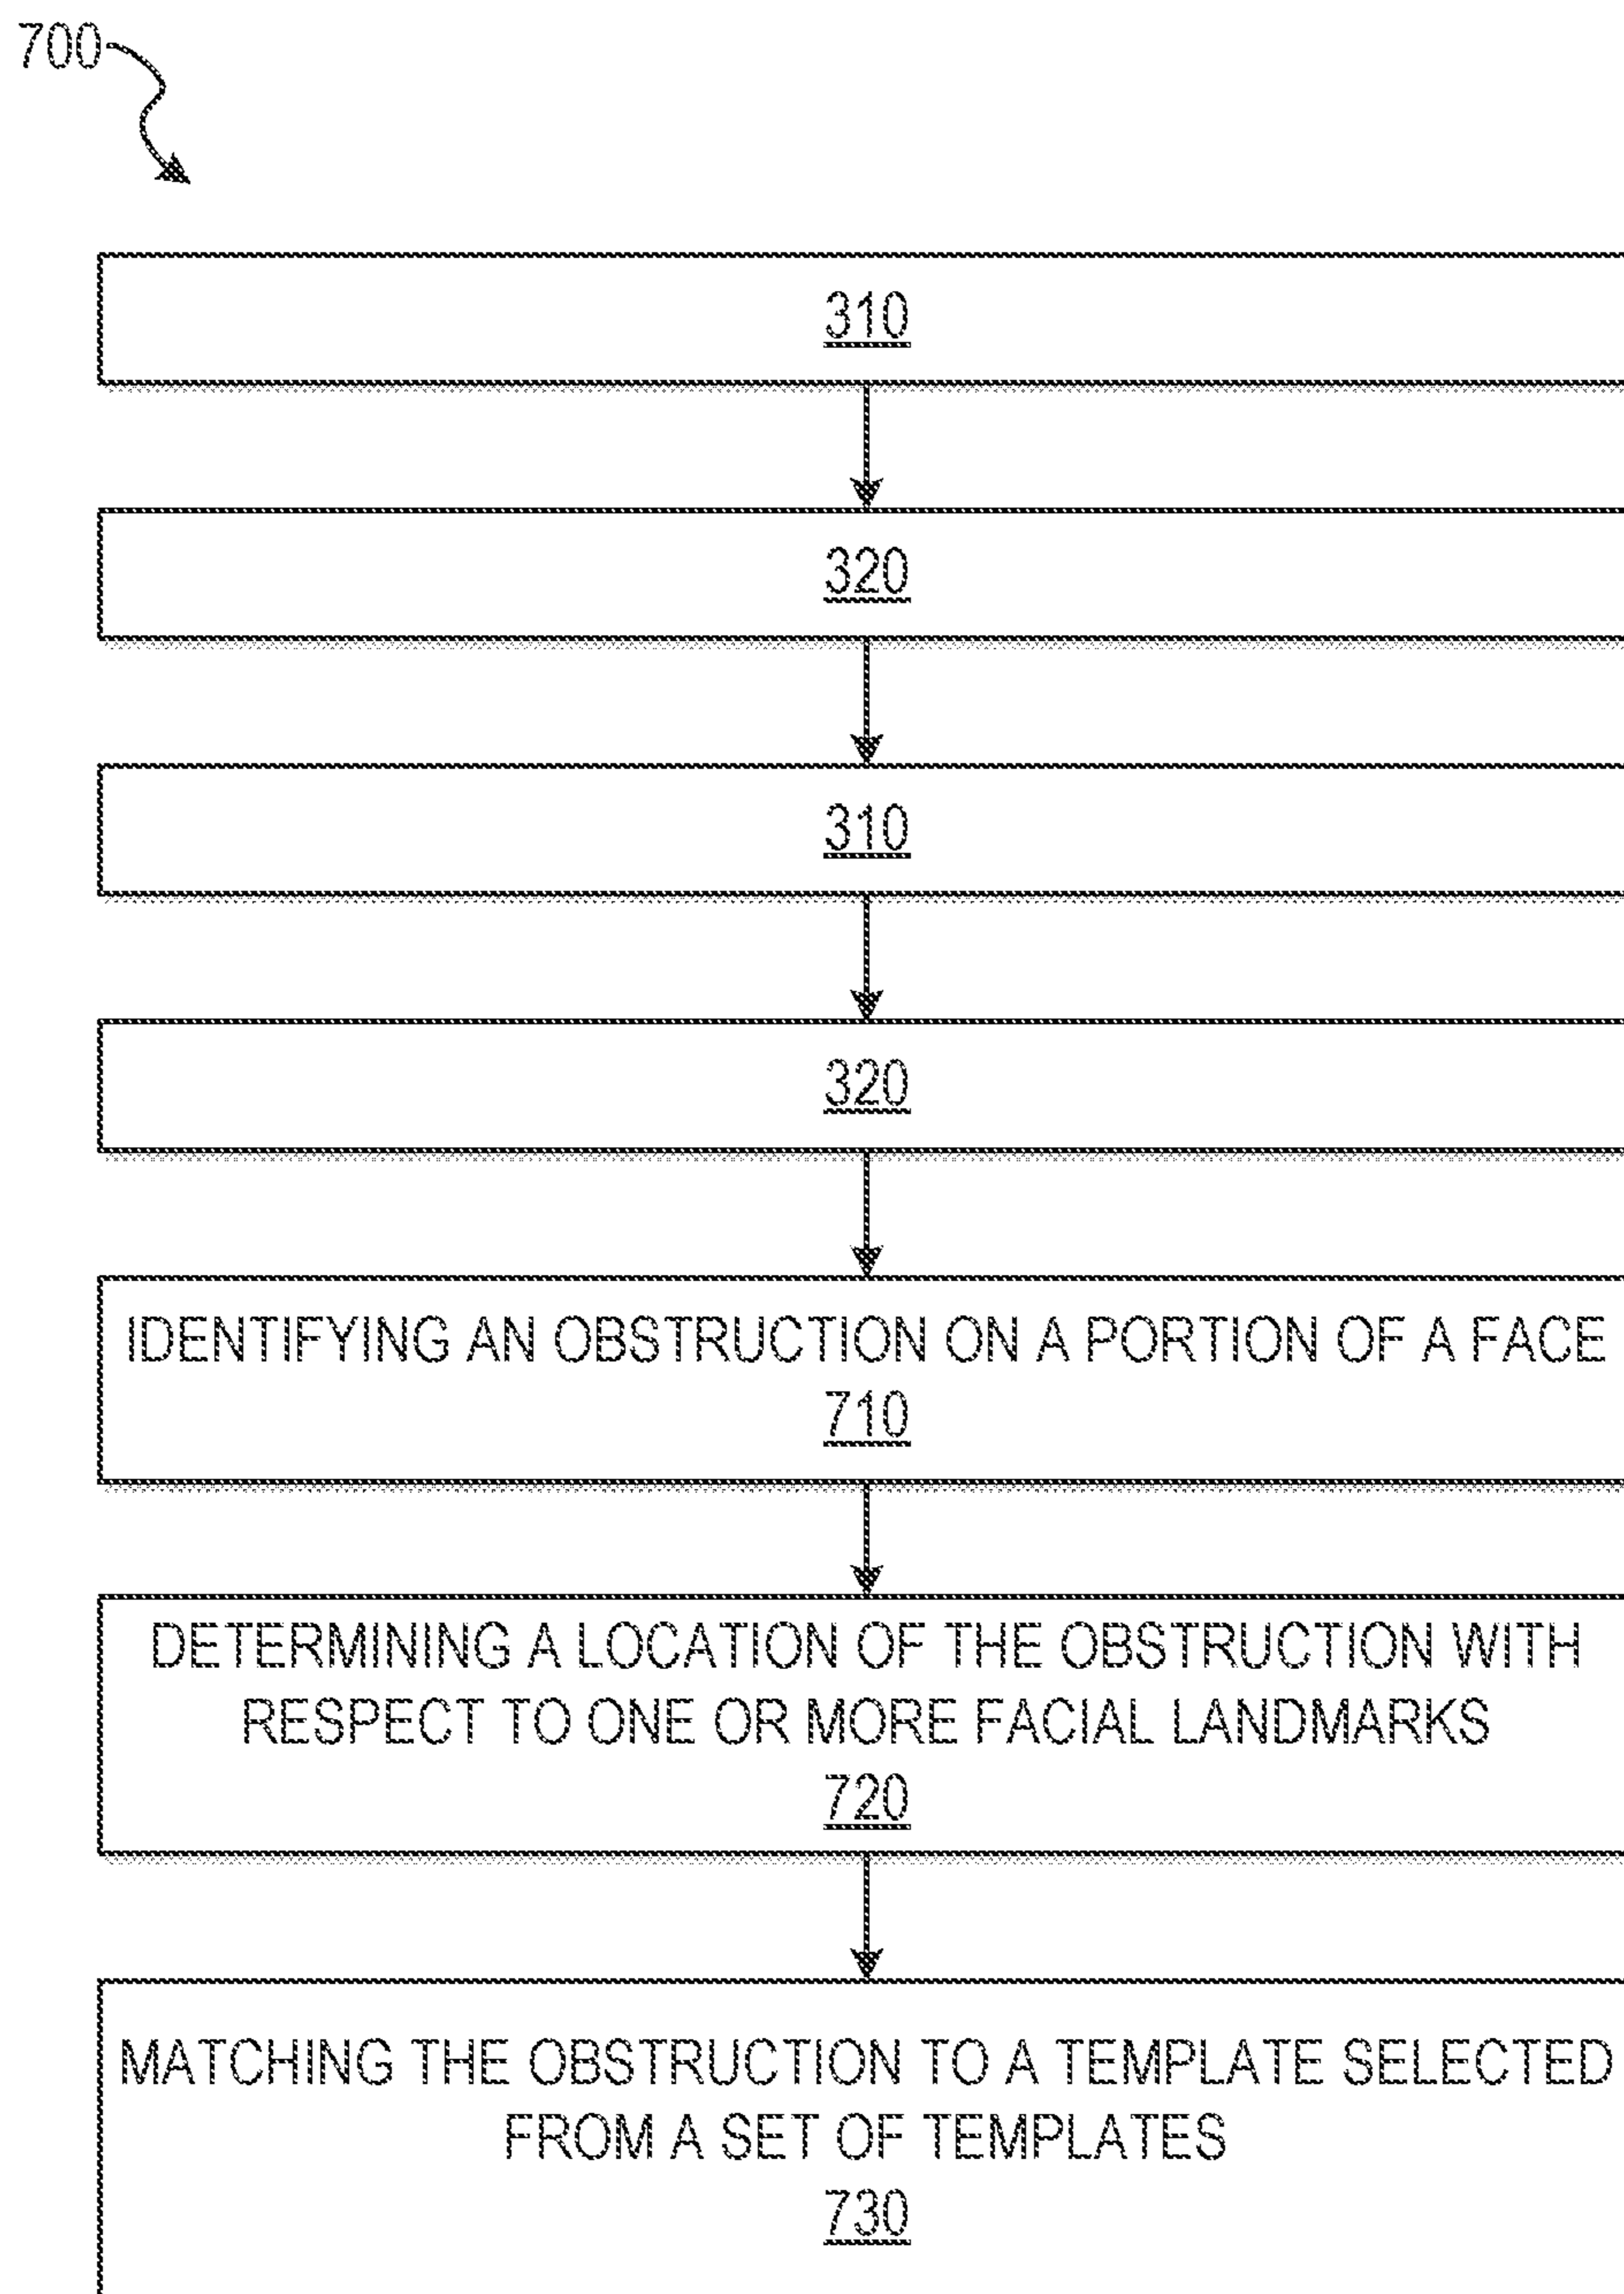 700
310
320
310
320
IDENTIFYING AN OBSTRUCTION ON A PORTION OF A FACE
710
DETERMINING A LOCATION OF THE OBSTRUCTION WITH
RESPECT TO ONE OR MORE FACIAL LANDMARKS
720
MATCHING THE OBSTRUCTION TO A TEMPLATE SELECTED
FROM A SET OF TEMPLATES
730